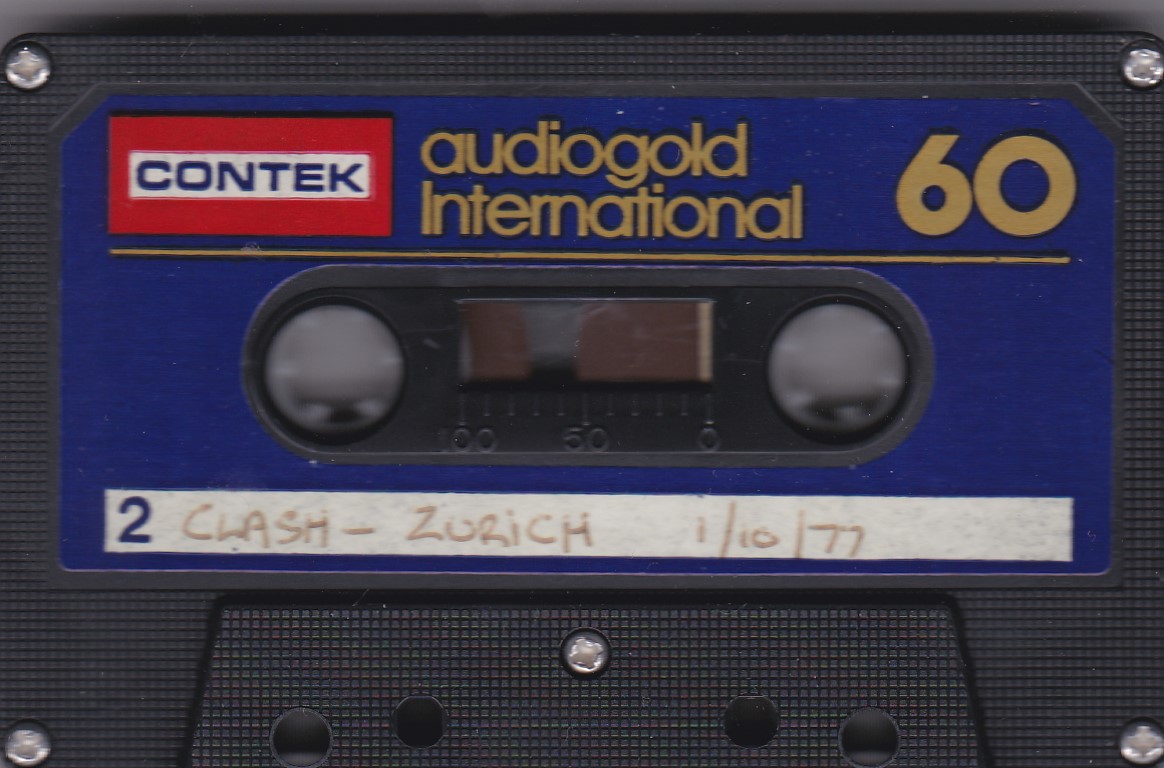 CONTEK
audiogold
International
60
100 50 0
2 CLASH - ZURICH 1/10/77